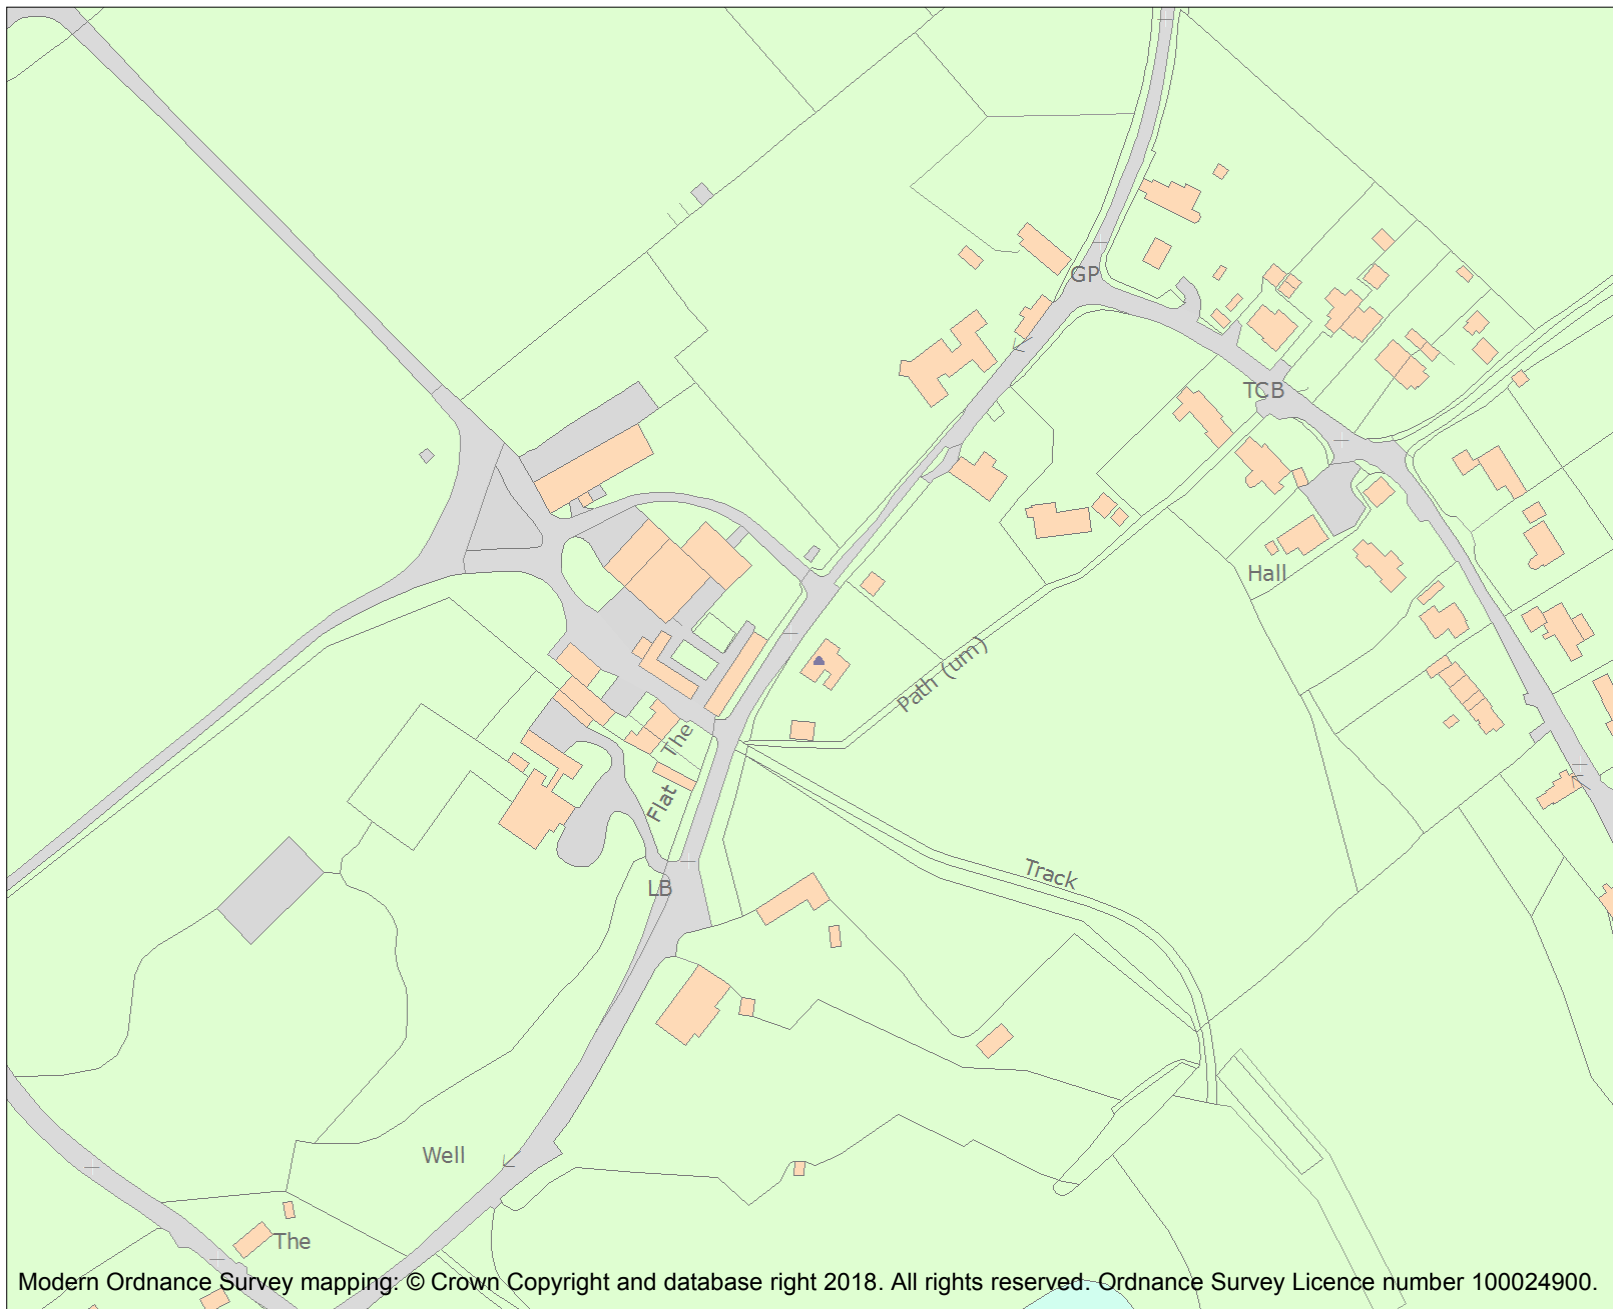 GP
TCB
Hall
Path (um)
The
Flat
Track
LB
Well
The
Modern Ordnance Survey mapping: © Crown Copyright and database right 2018. All rights reserved. Ordnance Survey Licence number 100024900.